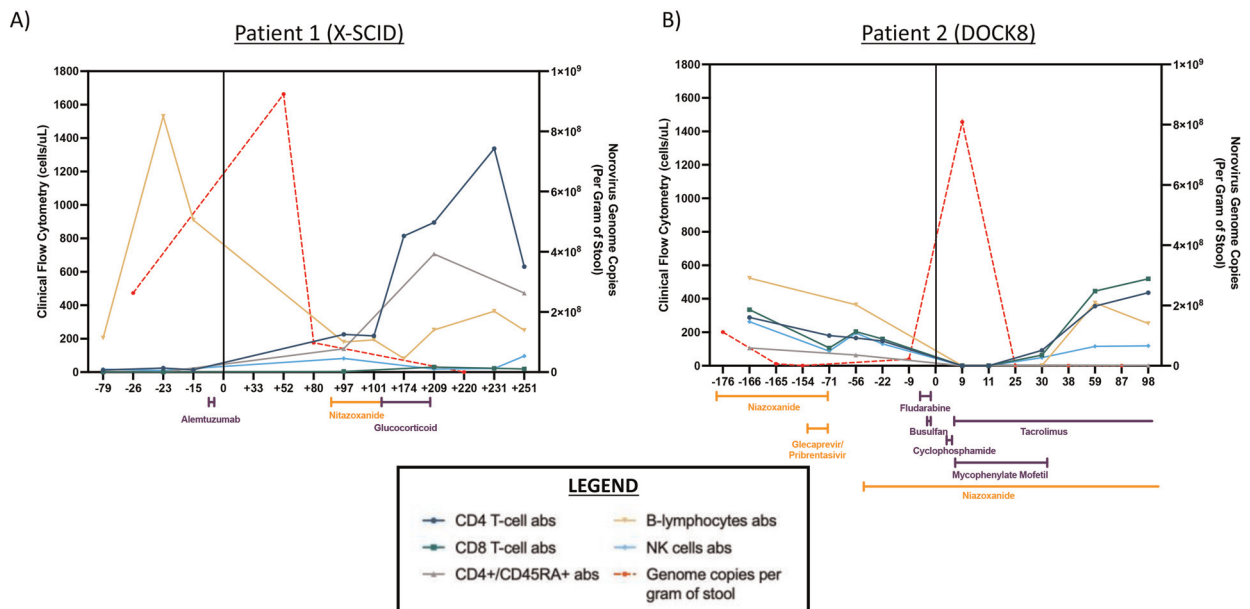 A)
Patient 1 (X-SCID)
Clinical Flow Cytometry (cells/uL)
1800
1600
1400
1200
1000
800
600
400
200
0
1×10⁹
8×10⁸
6×10⁸
4×10⁸
2×10⁸
0
Norovirus Genome Copies
(Per Gram of Stool)
-79 -26 -23 -15 0 +33 +52 +80 +97 +101 +174 +209 +220 +231 +251
Alemtuzumab
Nitazoxanide
Glucocorticoid
B)
Patient 2 (DOCK8)
Clinical Flow Cytometry (cells/uL)
1800
1600
1400
1200
1000
800
600
400
200
0
1×10⁹
8×10⁸
6×10⁸
4×10⁸
2×10⁸
0
Norovirus Genome Copies
(Per Gram of Stool)
-176 -166 -165 -154 -71 -56 -22 -9 0 9 11 25 30 38 59 87 98
Niazoxanide
Glecaprevir/
Pribrentasivir
Fludarabine
Busulfan
Cyclophosphamide
Tacrolimus
Mycophenylate Mofetil
Niazoxanide
LEGEND
CD4 T-cell abs
CD8 T-cell abs
CD4+/CD45RA+ abs
B-lymphocytes abs
NK cells abs
Genome copies per
gram of stool